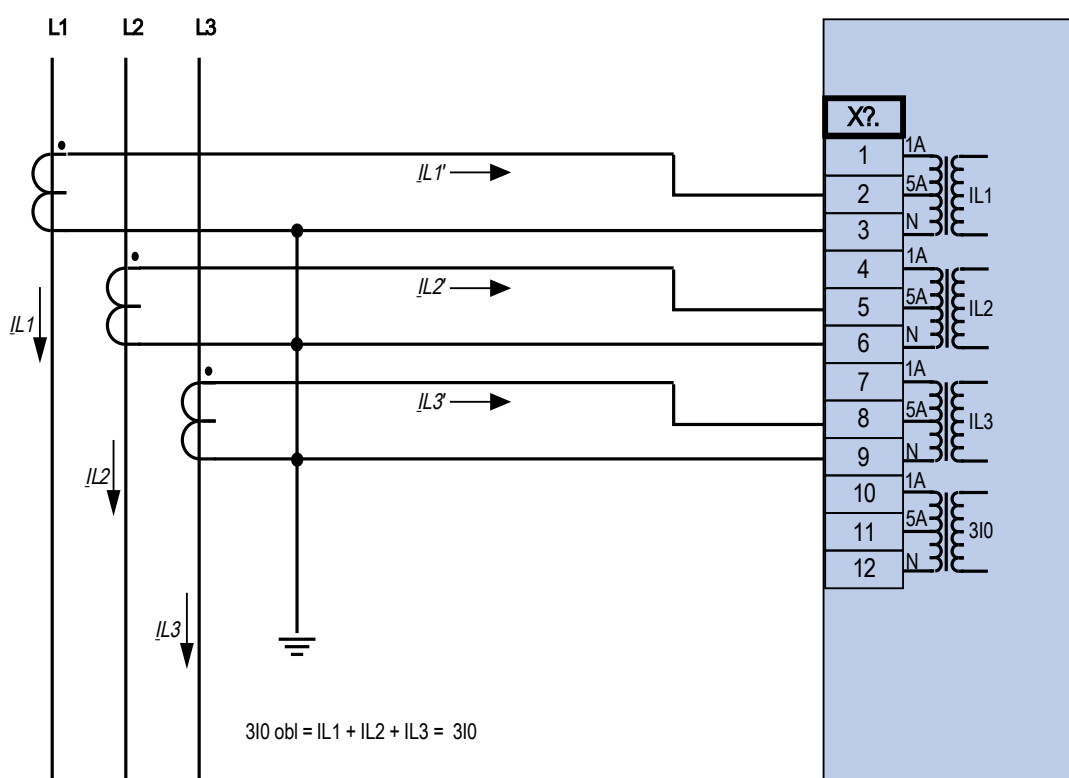 L1 L2 L3
X?.
1 1A
2 5A IL1
3 N
IL1'
4 1A
5 5A IL2
6 N
IL2'
IL1
7 1A
8 5A IL3
9 N
IL3'
IL2
10 1A
11 5A 3I0
12 N
IL3
3I0 obl = IL1 + IL2 + IL3 = 3I0